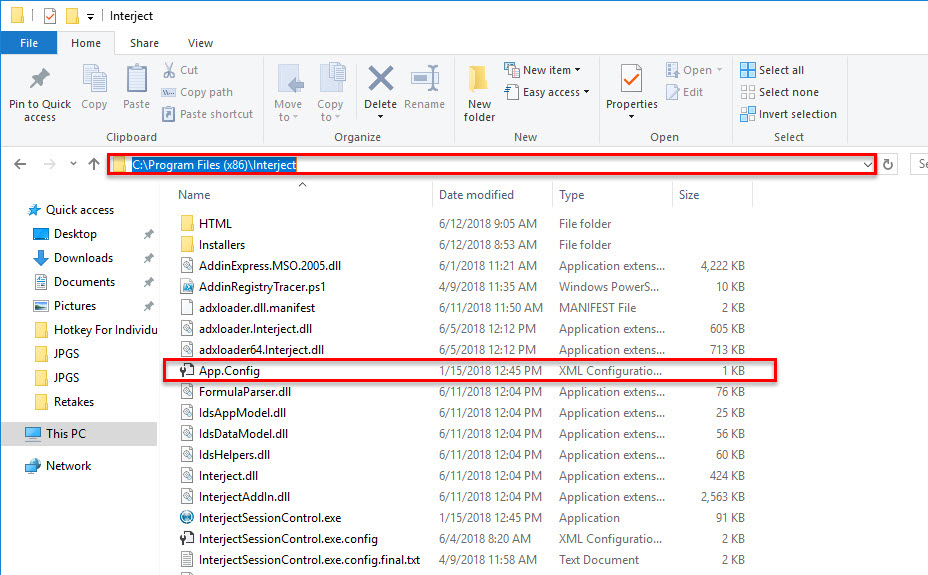 Interject
File Home Share View
Pin to Quick access
Copy
Paste
Cut
Copy path
Paste shortcut
Clipboard
Move to
Copy to
Delete
Rename
Organize
New folder
New item
Easy access
New
Properties
Open
Edit
Open
Select all
Select none
Invert selection
Select
C:\Program Files (x86)\Interject
Se
Quick access
Desktop
Downloads
Documents
Pictures
Hotkey For Individu
JPGS
JPGS
Retakes
This PC
Network
Name Date modified Type Size
HTML 6/12/2018 9:05 AM File folder
Installers 6/12/2018 8:53 AM File folder
AddinExpress.MSO.2005.dll 6/1/2018 11:21 AM Application extens... 4,222 KB
AddinRegistryTracer.ps1 4/9/2018 11:35 AM Windows PowerS... 10 KB
adxloader.dll.manifest 6/11/2018 11:50 AM MANIFEST File 2 KB
adxloader.Interject.dll 6/5/2018 12:12 PM Application extens... 605 KB
adxloader64.Interject.dll 6/5/2018 12:12 PM Application extens... 713 KB
App.Config 1/15/2018 12:45 PM XML Configuratio... 1 KB
FormulaParser.dll 6/11/2018 12:04 PM Application extens... 76 KB
IdsAppModel.dll 6/11/2018 12:04 PM Application extens... 25 KB
IdsDataModel.dll 6/11/2018 12:04 PM Application extens... 56 KB
IdsHelpers.dll 6/11/2018 12:04 PM Application extens... 60 KB
Interject.dll 6/11/2018 12:04 PM Application extens... 424 KB
InterjectAddIn.dll 6/11/2018 12:04 PM Application extens... 2,563 KB
InterjectSessionControl.exe 1/15/2018 12:45 PM Application 91 KB
InterjectSessionControl.exe.config 6/4/2018 8:20 AM XML Configuratio... 2 KB
InterjectSessionControl.exe.config.final.txt 4/9/2018 11:58 AM Text Document 2 KB